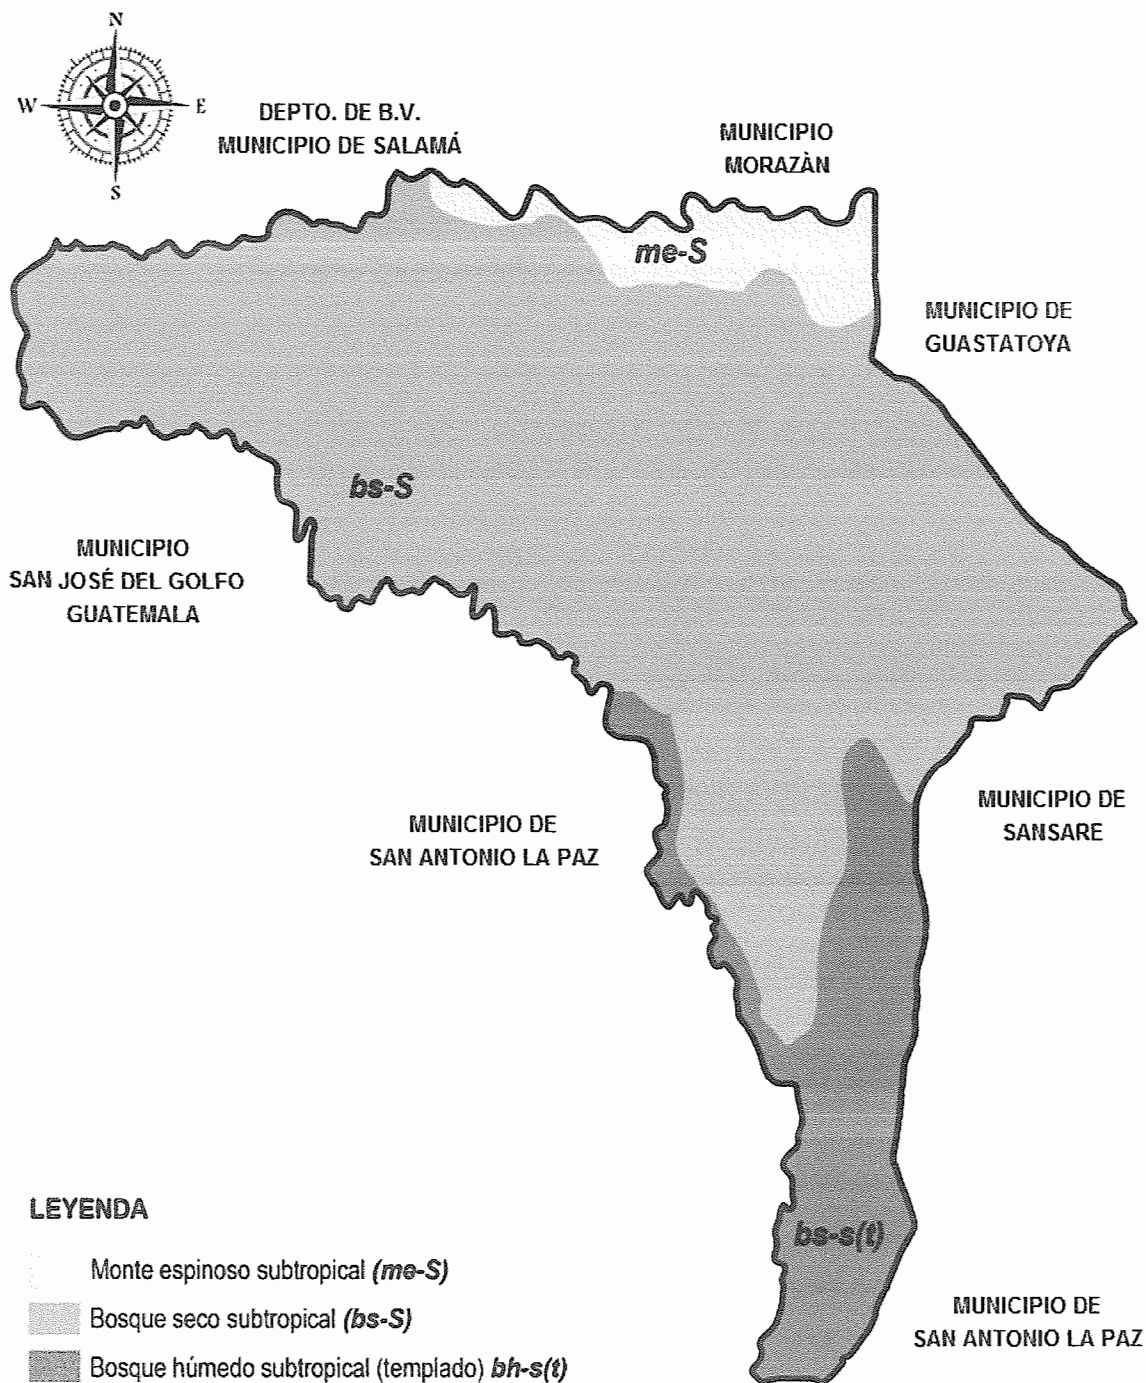 N
W E
S
DEPTO. DE B.V.
MUNICIPIO DE SALAMÁ
MUNICIPIO
MORAZÀN
me-S
MUNICIPIO DE
GUASTATOYA
bs-S
MUNICIPIO
SAN JOSÉ DEL GOLFO
GUATEMALA
MUNICIPIO DE
SANSARE
MUNICIPIO DE
SAN ANTONIO LA PAZ
bs-s(t)
LEYENDA
Monte espinoso subtropical (me-S)
Bosque seco subtropical (bs-S)
Bosque húmedo subtropical (templado) bh-s(t)
MUNICIPIO DE
SAN ANTONIO LA PAZ